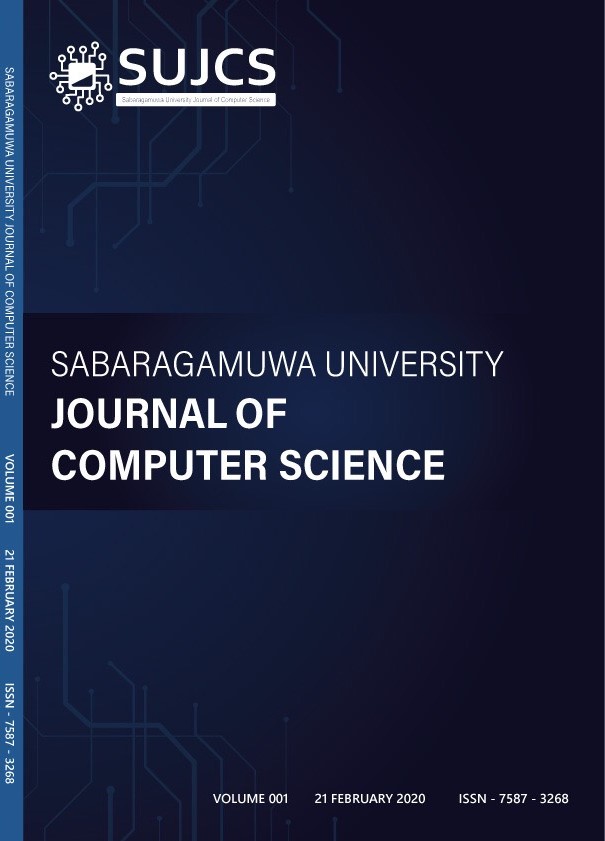 SUJCS
Sabaragamuwa University Journal of Computer Science
SABARAGAMUWA UNIVERSITY
JOURNAL OF
COMPUTER SCIENCE
VOLUME 001 21 FEBRUARY 2020 ISSN - 7587 - 3268
SABARAGAMUWA UNIVERSITY JOURNAL OF COMPUTER SCIENCE VOLUME 001 21 FEBRUARY 2020 ISSN - 7587 - 3268